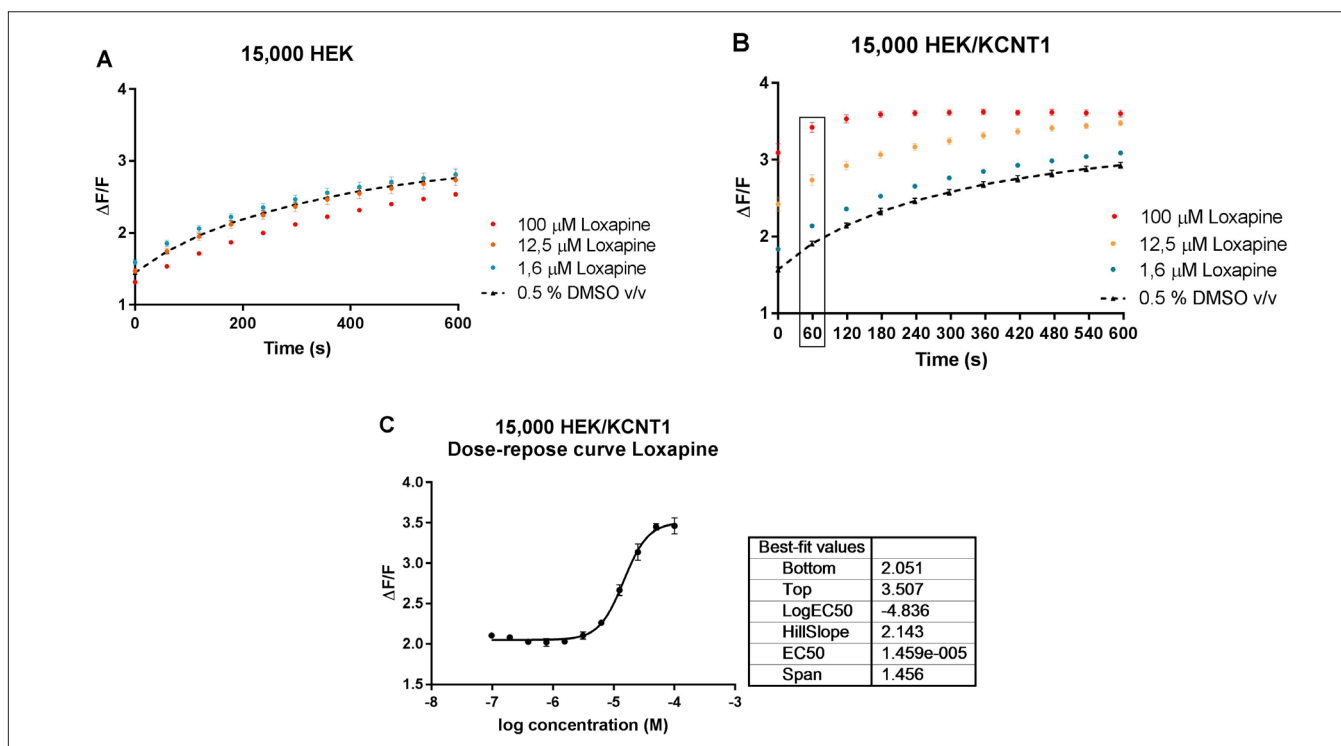 A
15,000 HEK
ΔF/F
4
3
2
1
0
200
400
600
Time (s)
100 μM Loxapine
12,5 μM Loxapine
1,6 μM Loxapine
0.5 % DMSO v/v
B
15,000 HEK/KCNT1
ΔF/F
4
3
2
1
0 60 120 180 240 300 360 420 480 540 600
Time (s)
100 μM Loxapine
12,5 μM Loxapine
1,6 μM Loxapine
0.5 % DMSO v/v
C
15,000 HEK/KCNT1
Dose-repose curve Loxapine
ΔF/F
4.0
3.5
3.0
2.5
2.0
1.5
-8 -7 -6 -5 -4 -3
log concentration (M)
Best-fit values
Bottom 2.051
Top 3.507
LogEC50 -4.836
HillSlope 2.143
EC50 1.459e-005
Span 1.456